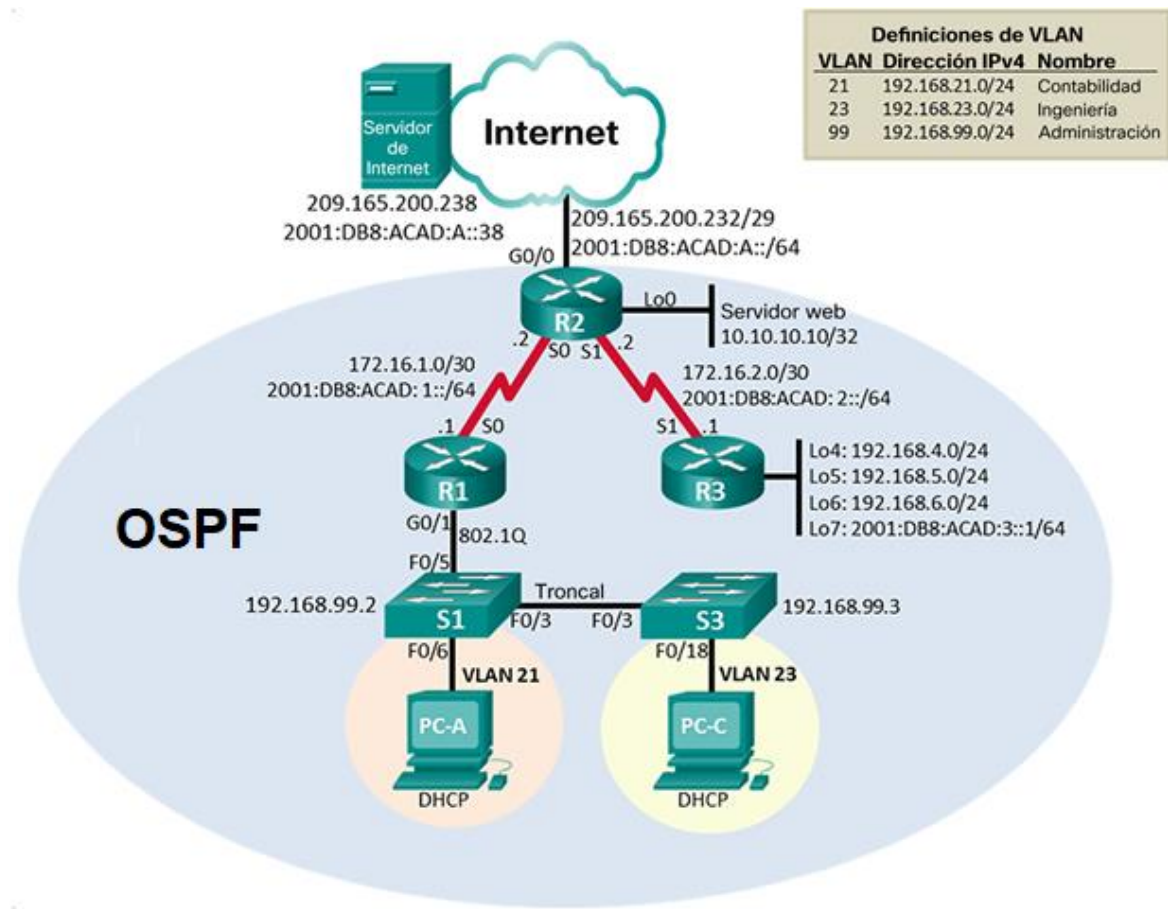 Definiciones de VLAN
VLAN Dirección IPv4 Nombre
21 192.168.21.0/24 Contabilidad
23 192.168.23.0/24 Ingeniería
99 192.168.99.0/24 Administración
Servidor
de
Internet
Internet
209.165.200.238
2001:DB8:ACAD:A::38
209.165.200.232/29
2001:DB8:ACAD:A::/64
G0/0
R2
Lo0
Servidor web
10.10.10.10/32
.2
S0
S1
.2
172.16.1.0/30
2001:DB8:ACAD: 1::/64
172.16.2.0/30
2001:DB8:ACAD: 2::/64
.1
S0
S1
.1
R1
R3
Lo4: 192.168.4.0/24
Lo5: 192.168.5.0/24
Lo6: 192.168.6.0/24
Lo7: 2001:DB8:ACAD:3::1/64
OSPF
G0/1
802.1Q
F0/5
192.168.99.2
S1
Troncal
F0/3
F0/3
S3
192.168.99.3
F0/6
VLAN 21
F0/18
VLAN 23
PC-A
PC-C
DHCP
DHCP